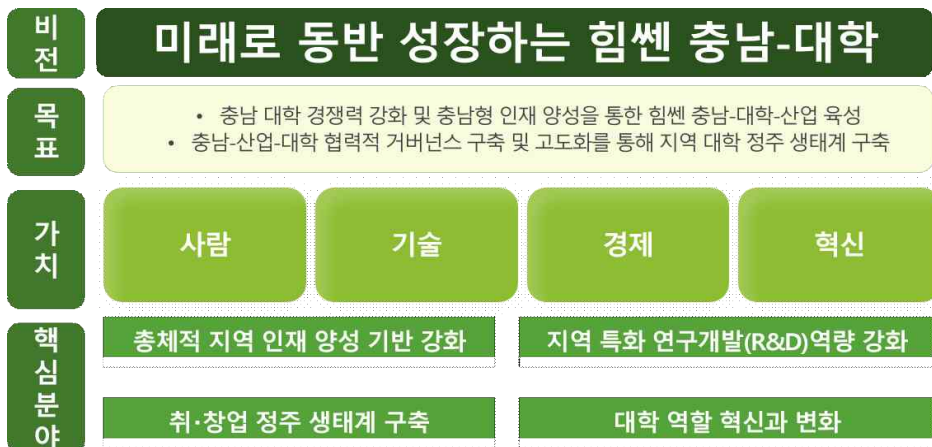 비전
미래로 동반 성장하는 힘쎈 충남-대학
목표
• 충남 대학 경쟁력 강화 및 충남형 인재 양성을 통한 힘쎈 충남-대학-산업 육성
• 충남-산업-대학 협력적 거버넌스 구축 및 고도화를 통해 지역 대학 정주 생태계 구축
가치
사람
기술
경제
혁신
핵심분야
총체적 지역 인재 양성 기반 강화
지역 특화 연구개발(R&D)역량 강화
취·창업 정주 생태계 구축
대학 역할 혁신과 변화